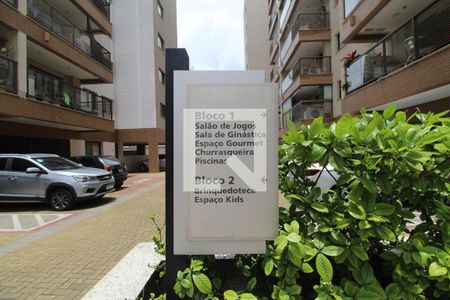 Bloco 1
Salão de Jogos
Sala de Ginástica
Espaço Gourmet
Churrasqueira
Piscinas
Bloco 2
Brinquedoteca
Espaço Kids